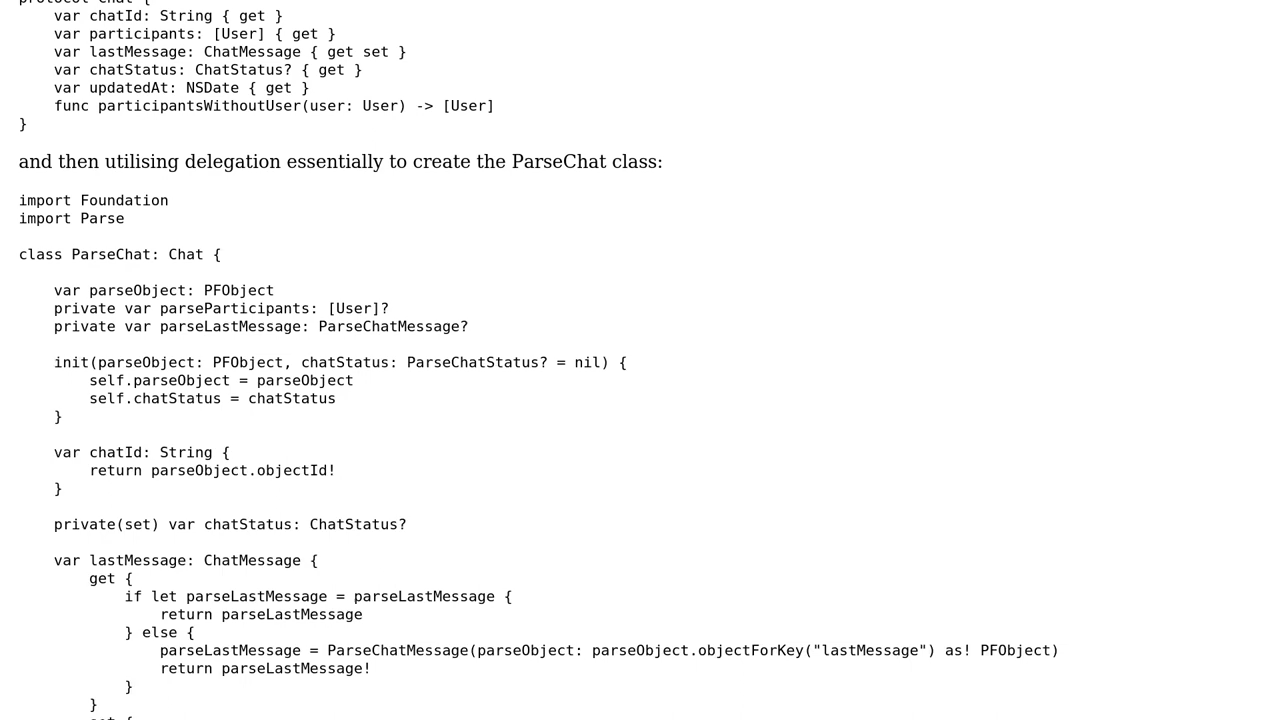 protocol Chat {
var chatId: String { get }
var participants: [User] { get }
var lastMessage: ChatMessage { get set }
var chatStatus: ChatStatus? { get }
var updatedAt: NSDate { get }
func participantsWithoutUser(user: User) -> [User]
}
and then utilising delegation essentially to create the ParseChat class:
import Foundation
import Parse
class ParseChat: Chat {
var parseObject: PFObject
private var parseParticipants: [User]?
private var parseLastMessage: ParseChatMessage?
init(parseObject: PFObject, chatStatus: ParseChatStatus? = nil) {
self.parseObject = parseObject
self.chatStatus = chatStatus
}
var chatId: String {
return parseObject.objectId!
}
private(set) var chatStatus: ChatStatus?
var lastMessage: ChatMessage {
get {
if let parseLastMessage = parseLastMessage {
return parseLastMessage
} else {
parseLastMessage = ParseChatMessage(parseObject: parseObject.objectForKey("lastMessage") as! PFObject)
return parseLastMessage!
}
}
set {